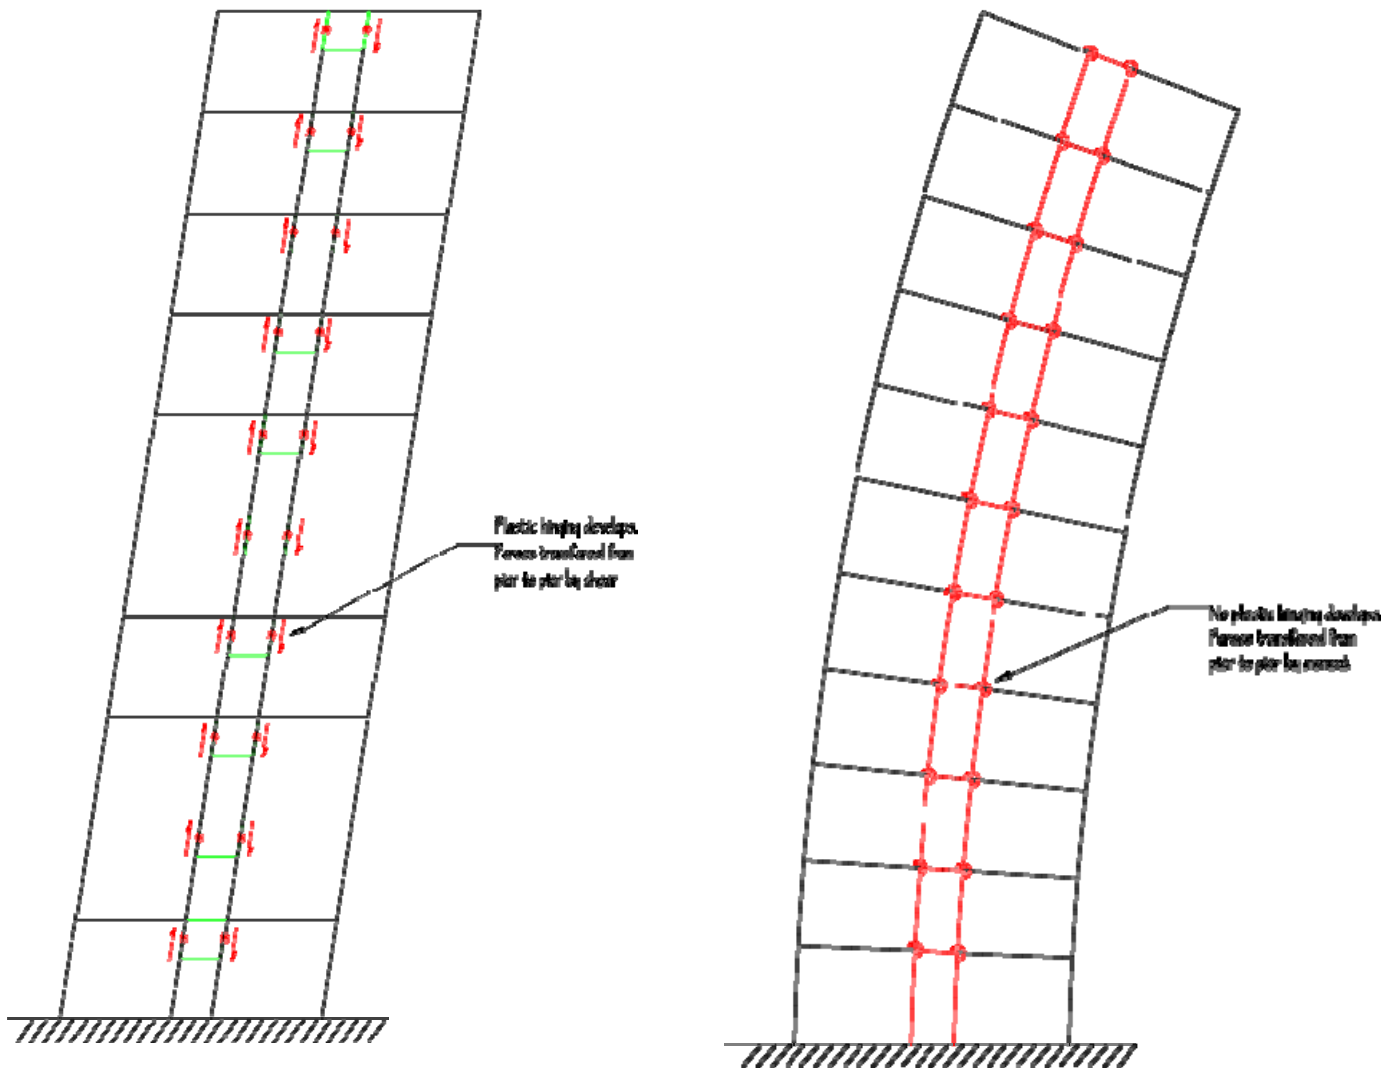 Plastic hinging develops.
Forces transferred from
pier to pier by shear
No plastic hinging develops.
Forces transferred from
pier to pier by moment.